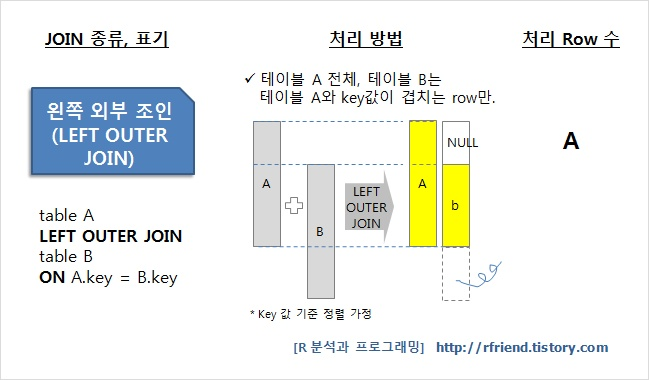 JOIN 종류, 표기
처리 방법
처리 Row 수
왼쪽 외부 조인
(LEFT OUTER
JOIN)
table A
LEFT OUTER JOIN
table B
ON A.key = B.key
✓ 테이블 A 전체, 테이블 B는
테이블 A와 key값이 겹치는 row만.
A
B
LEFT
OUTER
JOIN
A
NULL
b
* Key 값 기준 정렬 가정
A
[R 분석과 프로그래밍] http://rfriend.tistory.com